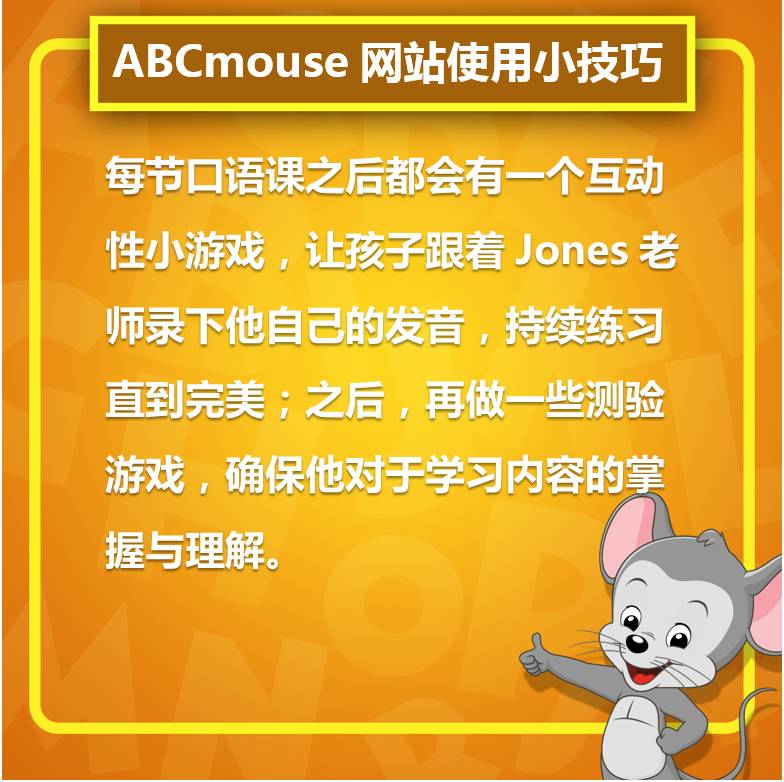 ABCmouse 网站使用小技巧
每节口语课之后都会有一个互动
性小游戏，让孩子跟着 Jones 老
师录下他自己的发音，持续练习
直到完美；之后，再做一些测验
游戏，确保他对于学习内容的掌
握与理解。